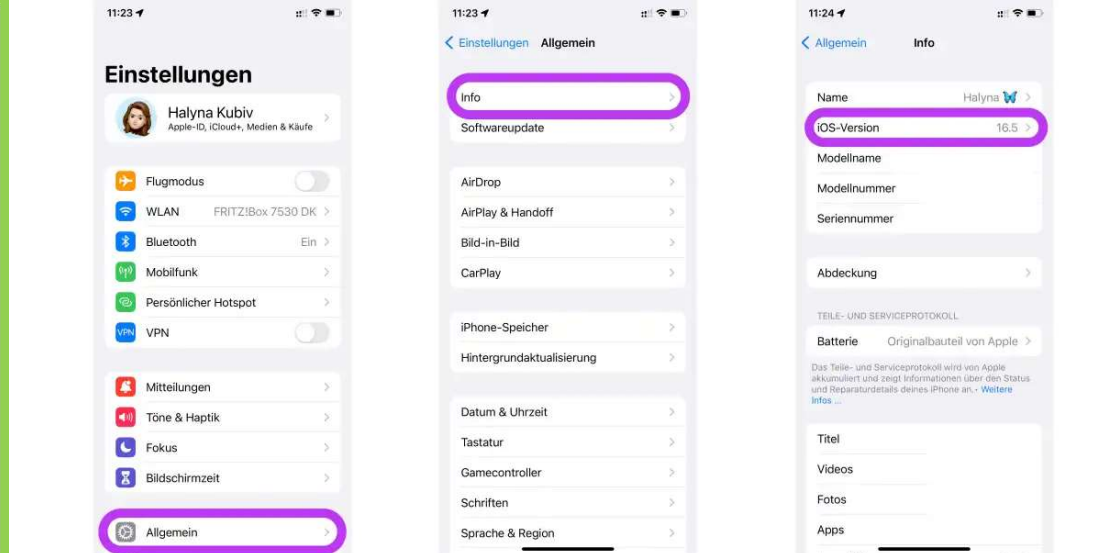 11:23
Einstellungen
Halyna Kubiv
Apple-ID, iCloud+, Medien & Käufe
Flugmodus
WLAN FRITZ!Box 7530 DK
Bluetooth Ein
Mobilfunk
Persönlicher Hotspot
VPN VPN
Mitteilungen
Töne & Haptik
Fokus
Bildschirmzeit
Allgemein
11:23
Einstellungen Allgemein
Info
Softwareupdate
AirDrop
AirPlay & Handoff
Bild-in-Bild
CarPlay
iPhone-Speicher
Hintergrundaktualisierung
Datum & Uhrzeit
Tastatur
Gamecontroller
Schriften
Sprache & Region
11:24
Allgemein Info
Name Halyna 🦋
iOS-Version 16.5
Modellname
Modellnummer
Seriennummer
Abdeckung
TEILE- UND SERVICEPROTOKOLL
Batterie Originalbauteil von Apple
Das Teile- und Serviceprotokoll wird von Apple
akkumuliert und zeigt Informationen über den Status
und Reparaturdetails deines iPhone an. Weitere
Infos ...
Titel
Videos
Fotos
Apps